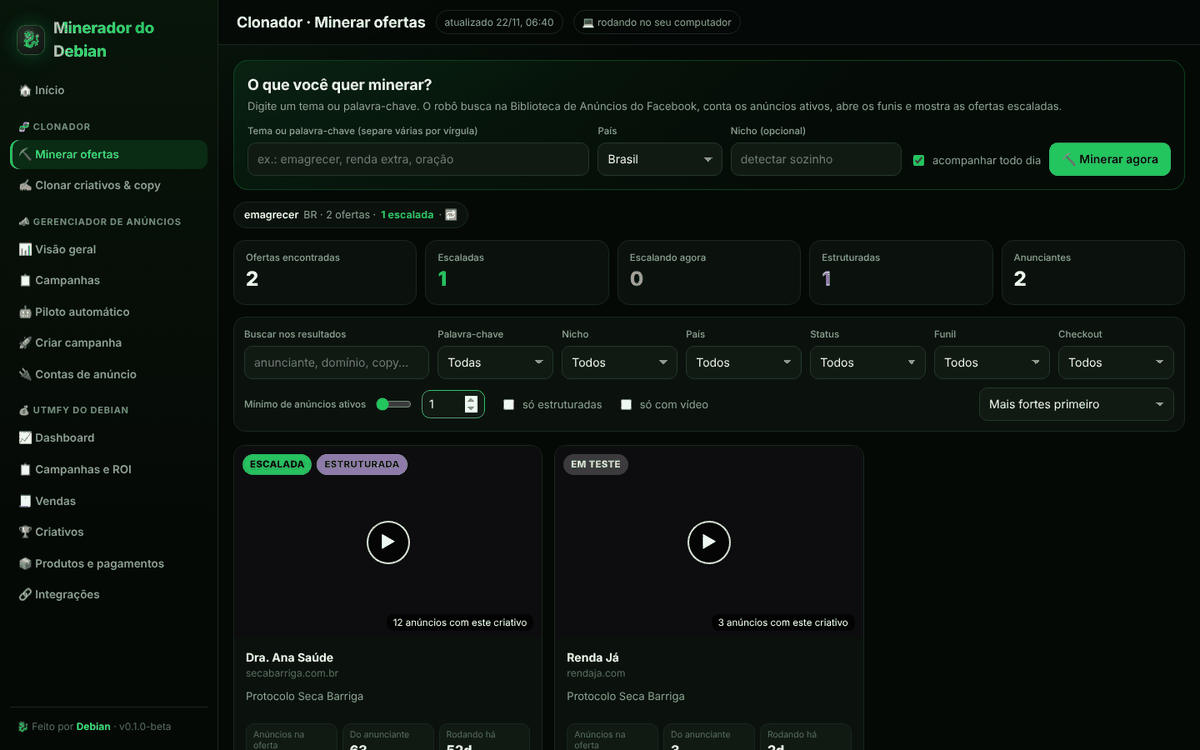 Minerador do
Debian
Clonador · Minerar ofertas
atualizado 22/11, 06:40
rodando no seu computador
Início
CLONADOR
Minerar ofertas
Clonar criativos & copy
GERENCIADOR DE ANÚNCIOS
Visão geral
Campanhas
Piloto automático
Criar campanha
Contas de anúncio
UTMFY DO DEBIAN
Dashboard
Campanhas e ROI
Vendas
Criativos
Produtos e pagamentos
Integrações
Feito por Debian · v0.1.0-beta
O que você quer minerar?
Digite um tema ou palavra-chave. O robô busca na Biblioteca de Anúncios do Facebook, conta os anúncios ativos, abre os funis e mostra as ofertas escaladas.
Tema ou palavra-chave (separe várias por vírgula)
País
Nicho (opcional)
ex.: emagrecer, renda extra, oração
Brasil
detectar sozinho
acompanhar todo dia
Minerar agora
emagrecer BR · 2 ofertas · 1 escalada ·
Ofertas encontradas
2
Escaladas
1
Escalando agora
0
Estruturadas
1
Anunciantes
2
Buscar nos resultados
Palavra-chave
Nicho
País
Status
Funil
Checkout
anunciante, domínio, copy...
Todas
Todos
Todos
Todos
Todos
Todos
Mínimo de anúncios ativos
1
só estruturadas
só com vídeo
Mais fortes primeiro
ESCALADA
ESTRUTURADA
12 anúncios com este criativo
Dra. Ana Saúde
secabarriga.com.br
Protocolo Seca Barriga
Anúncios na
oferta
Do anunciante
63
Rodando há
52d
EM TESTE
3 anúncios com este criativo
Renda Já
rendaja.com
Protocolo Seca Barriga
Anúncios na
oferta
Do anunciante
3
Rodando há
2d